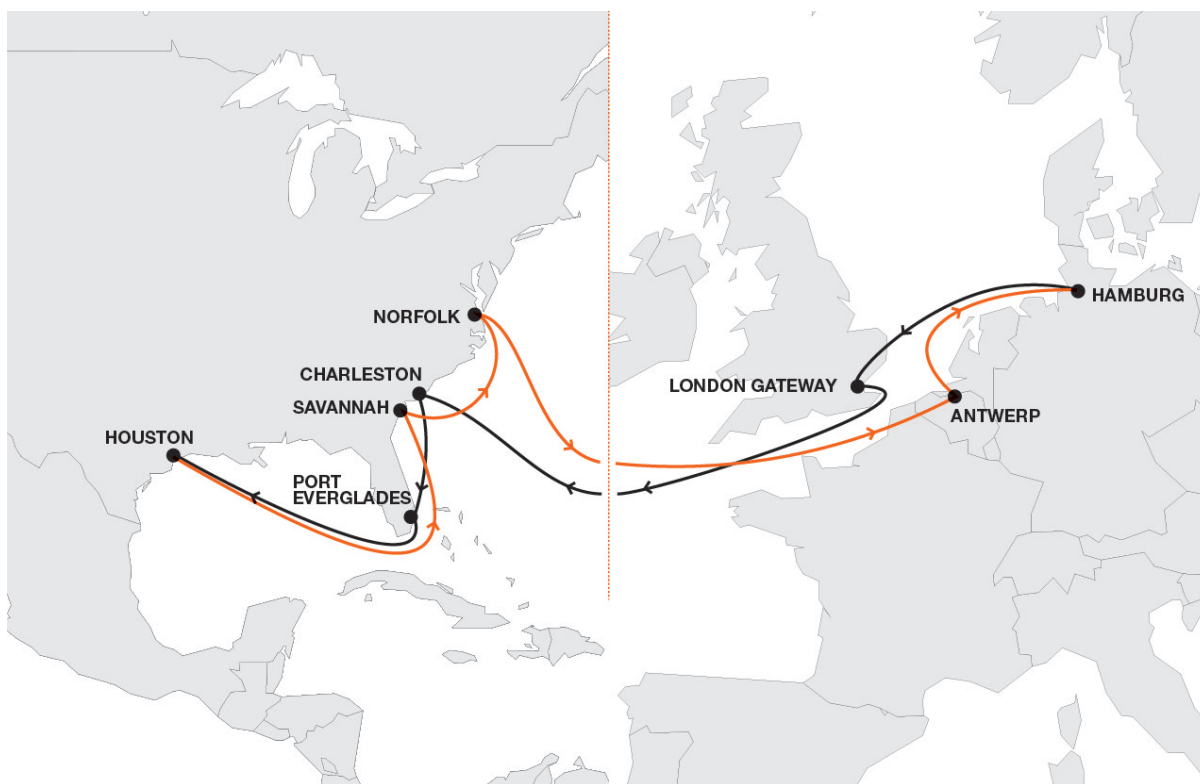 NORFOLK
CHARLESTON
SAVANNAH
HOUSTON
PORT
EVERGLADES
HAMBURG
LONDON GATEWAY
ANTWERP